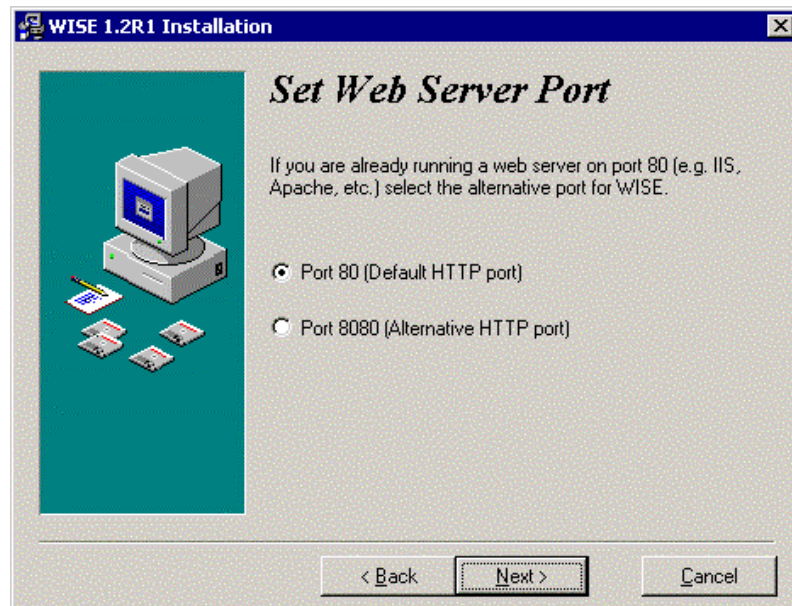 WISE 1.2R1 Installation
Set Web Server Port
If you are already running a web server on port 80 (e.g. IIS,
Apache, etc.) select the alternative port for WISE.
Port 80 (Default HTTP port)
Port 8080 (Alternative HTTP port)
< Back Next > Cancel